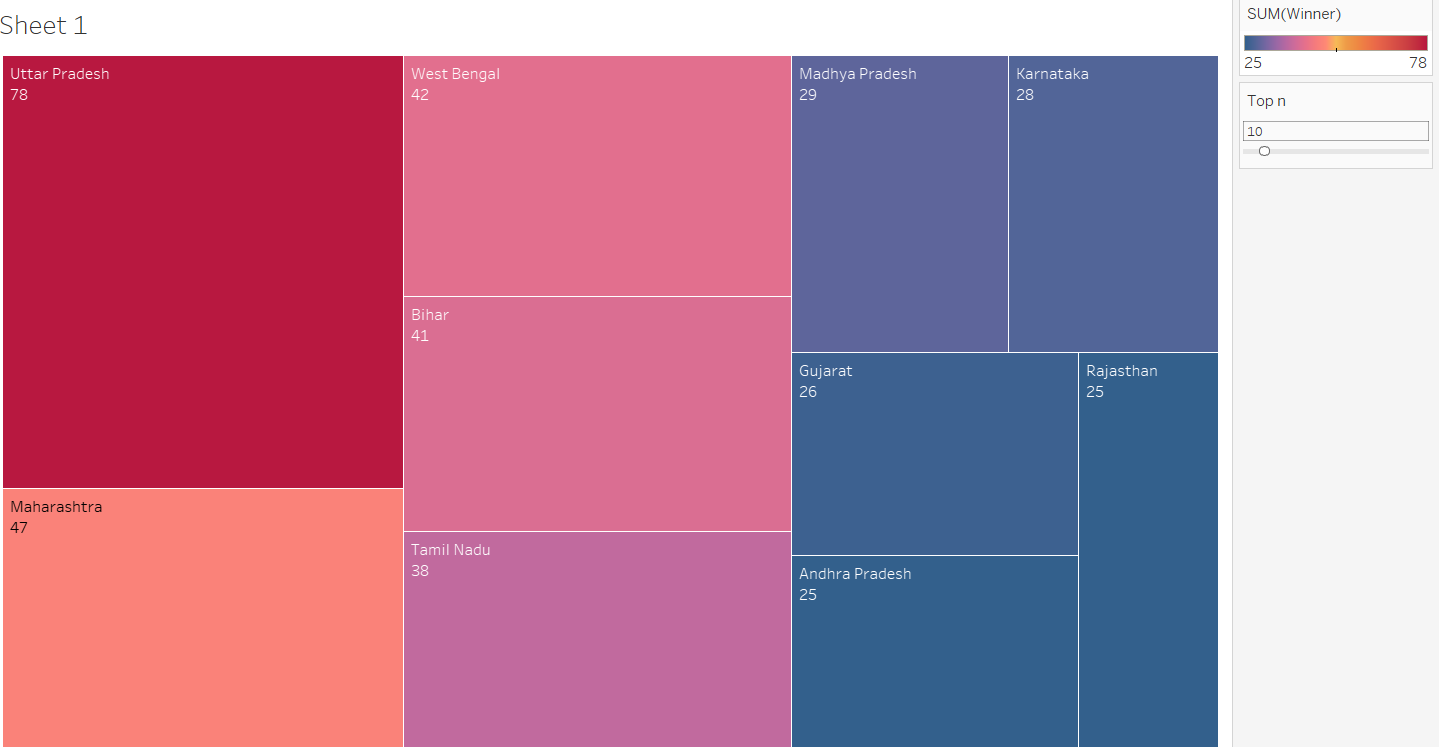 Sheet 1
Uttar Pradesh
78
Maharashtra
47
West Bengal
42
Bihar
41
Tamil Nadu
38
Madhya Pradesh
29
Karnataka
28
Gujarat
26
Andhra Pradesh
25
Rajasthan
25
SUM(Winner)
25 78
Top n
10